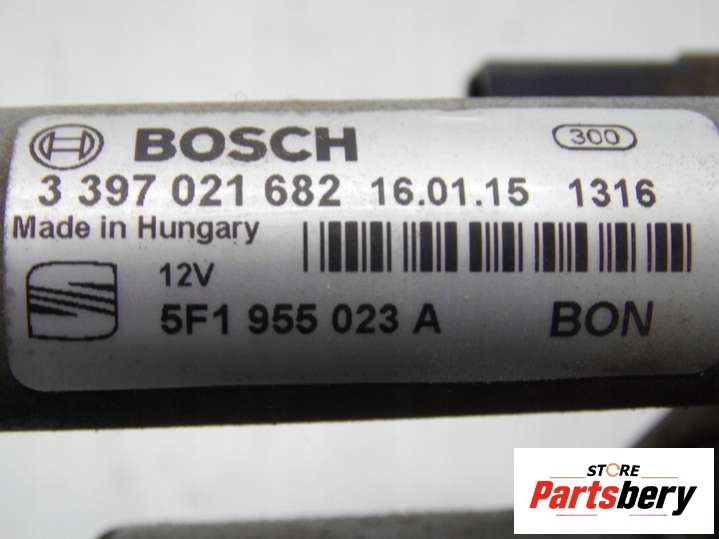 BOSCH 300
3 397 021 682 16.01.15 1316
Made in Hungary
12V
5F1 955 023 A BON
STORE
Partsbery